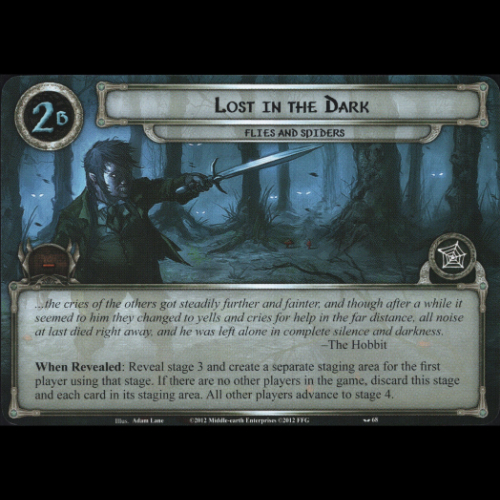 2B
LOST IN THE DARK
FLIES AND SPIDERS
...the cries of the others got steadily further and fainter, and though after a while it
seemed to him they changed to yells and cries for help in the far distance, all noise
at last died right away, and he was left alone in complete silence and darkness.
–The Hobbit
When Revealed: Reveal stage 3 and create a separate staging area for the first
player using that stage. If there are no other players in the game, discard this stage
and each card in its staging area. All other players advance to stage 4.
Illus. Adam Lane ©2012 Middle-earth Enterprises ©2012 FFG 68